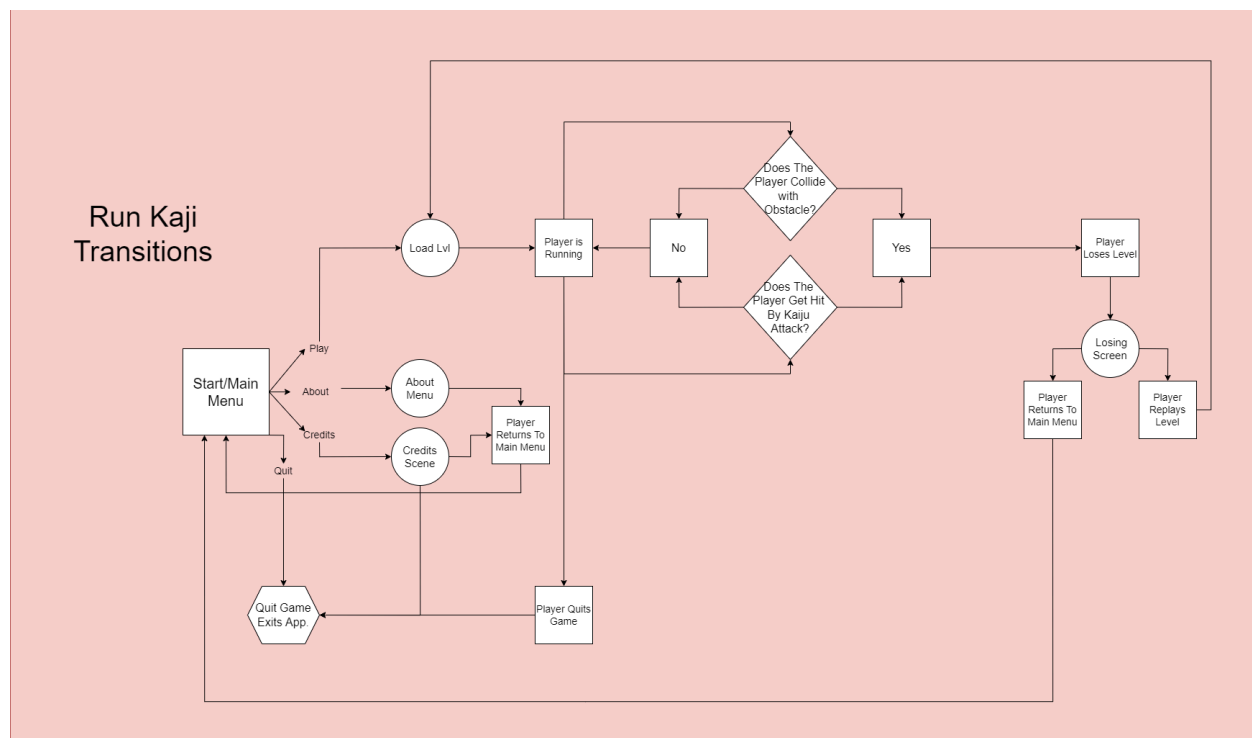 Run Kaji
Transitions
Load Lvl
Player is
Running
No
Does The
Player Collide
with
Obstacle?
Does The
Player Get Hit
By Kaiju
Attack?
Yes
Player
Loses Level
Losing
Screen
Player
Returns To
Main Menu
Player
Replays
Level
Start/Main
Menu
Play
About
Credits
Quit
About
Menu
Credits
Scene
Player
Returns To
Main Menu
Quit Game
Exits App.
Player Quits
Game